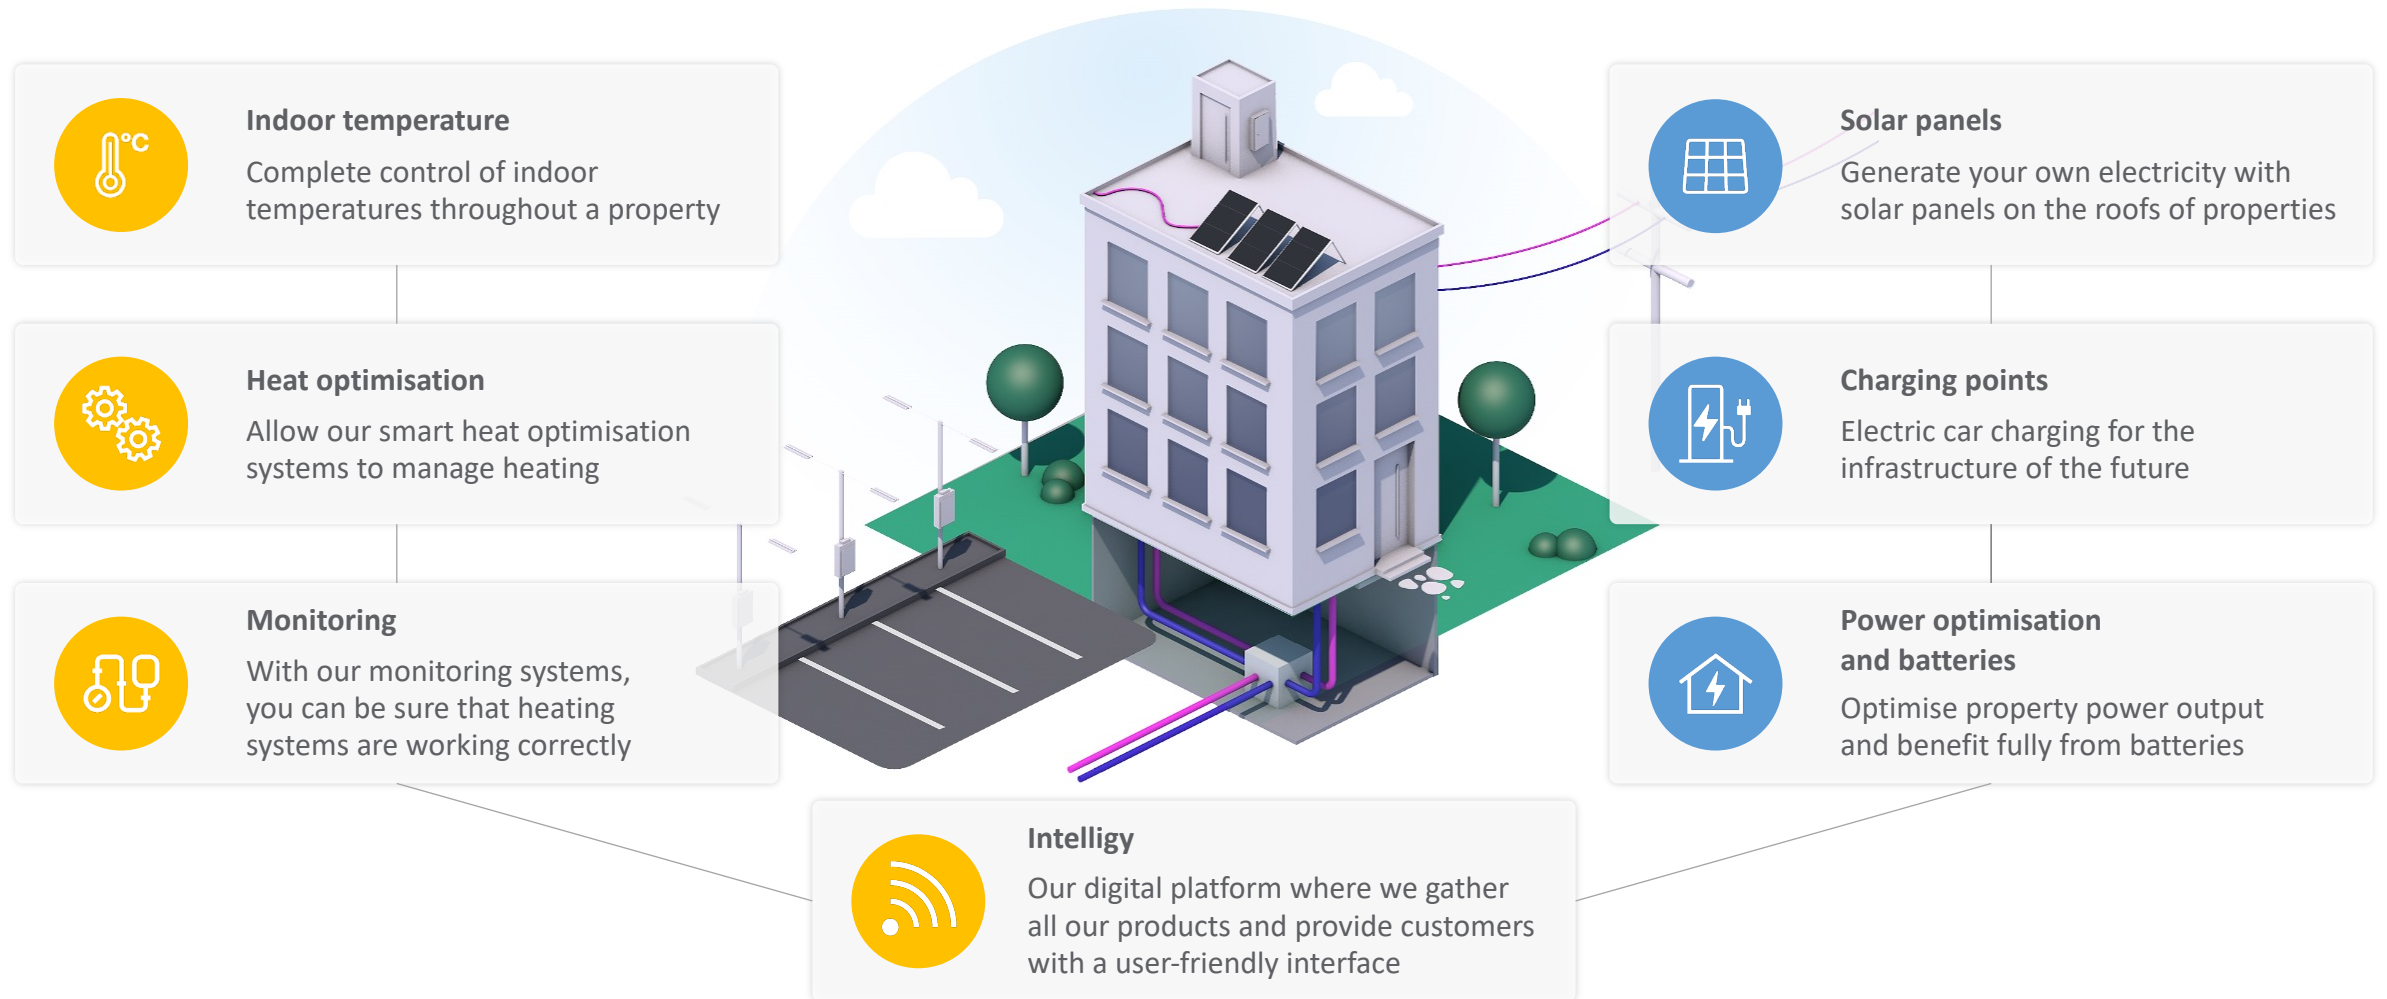 Indoor temperature
Complete control of indoor
temperatures throughout a property
Heat optimisation
Allow our smart heat optimisation
systems to manage heating
Monitoring
With our monitoring systems,
you can be sure that heating
systems are working correctly
Solar panels
Generate your own electricity with
solar panels on the roofs of properties
Charging points
Electric car charging for the
infrastructure of the future
Power optimisation
and batteries
Optimise property power output
and benefit fully from batteries
Intelligy
Our digital platform where we gather
all our products and provide customers
with a user-friendly interface
°C